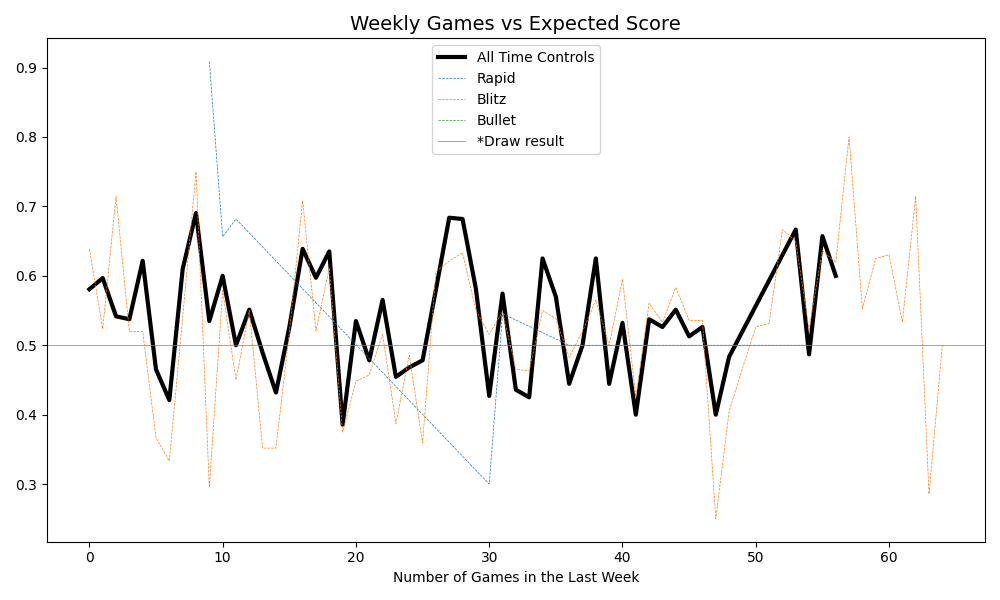 Weekly Games vs Expected Score
All Time Controls
Rapid
Blitz
Bullet
*Draw result
0.9
0.8
0.7
0.6
0.5
0.4
0.3
0 10 20 30 40 50 60
Number of Games in the Last Week